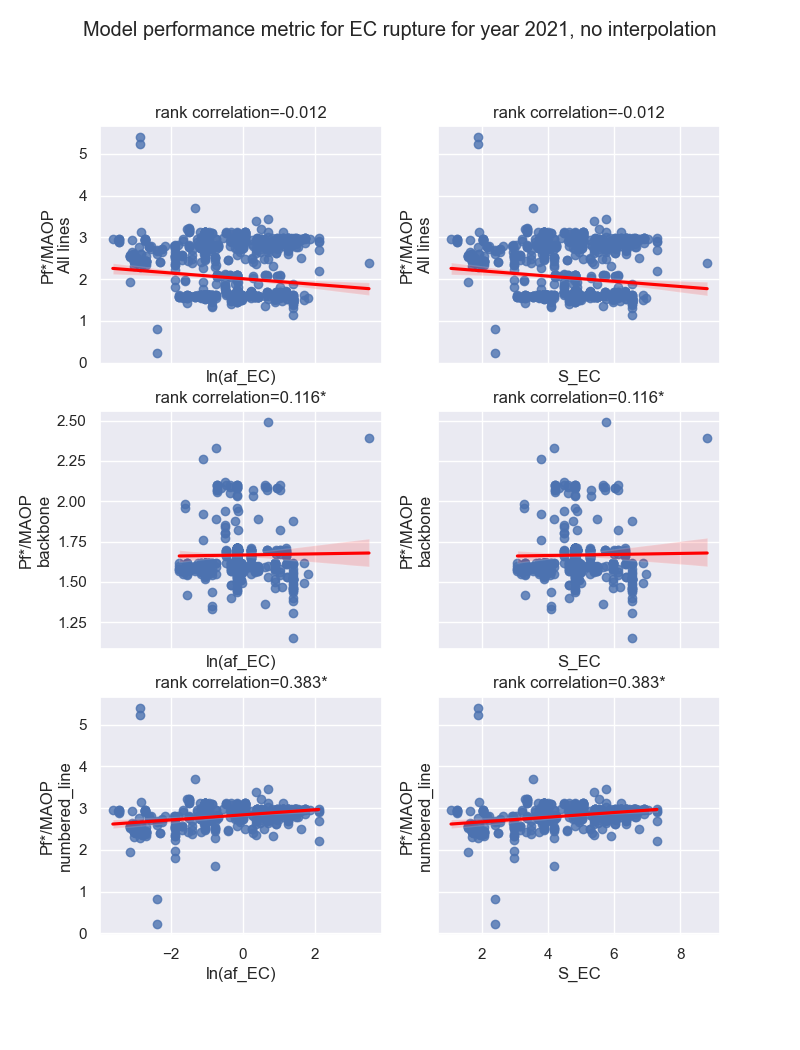 Model performance metric for EC rupture for year 2021, no interpolation
rank correlation=-0.012
rank correlation=-0.012
5
4
3
2
1
0
Pf*/MAOP
All lines
Pf*/MAOP
All lines
ln(af_EC)
S_EC
rank correlation=0.116*
rank correlation=0.116*
2.50
2.25
2.00
1.75
1.50
1.25
Pf*/MAOP
backbone
Pf*/MAOP
backbone
ln(af_EC)
S_EC
rank correlation=0.383*
rank correlation=0.383*
5
4
3
2
1
0
Pf*/MAOP
numbered_line
Pf*/MAOP
numbered_line
−2 0 2
2 4 6 8
ln(af_EC)
S_EC